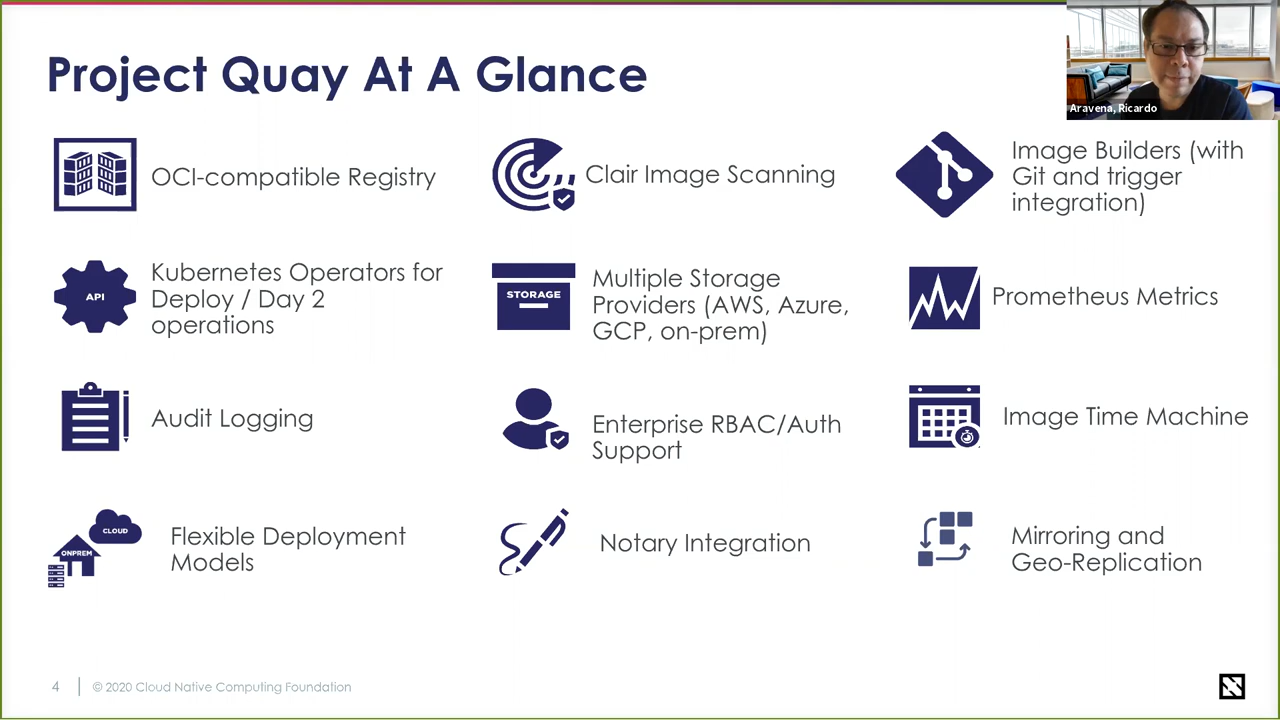 Project Quay At A Glance
Aravena, Ricardo
OCI-compatible Registry
Clair Image Scanning
Image Builders (with
Git and trigger
integration)
API
Kubernetes Operators for
Deploy / Day 2
operations
STORAGE
Multiple Storage
Providers (AWS, Azure,
GCP, on-prem)
Prometheus Metrics
Audit Logging
Enterprise RBAC/Auth
Support
Image Time Machine
CLOUD
ONPREM
Flexible Deployment
Models
Notary Integration
Mirroring and
Geo-Replication
4
© 2020 Cloud Native Computing Foundation